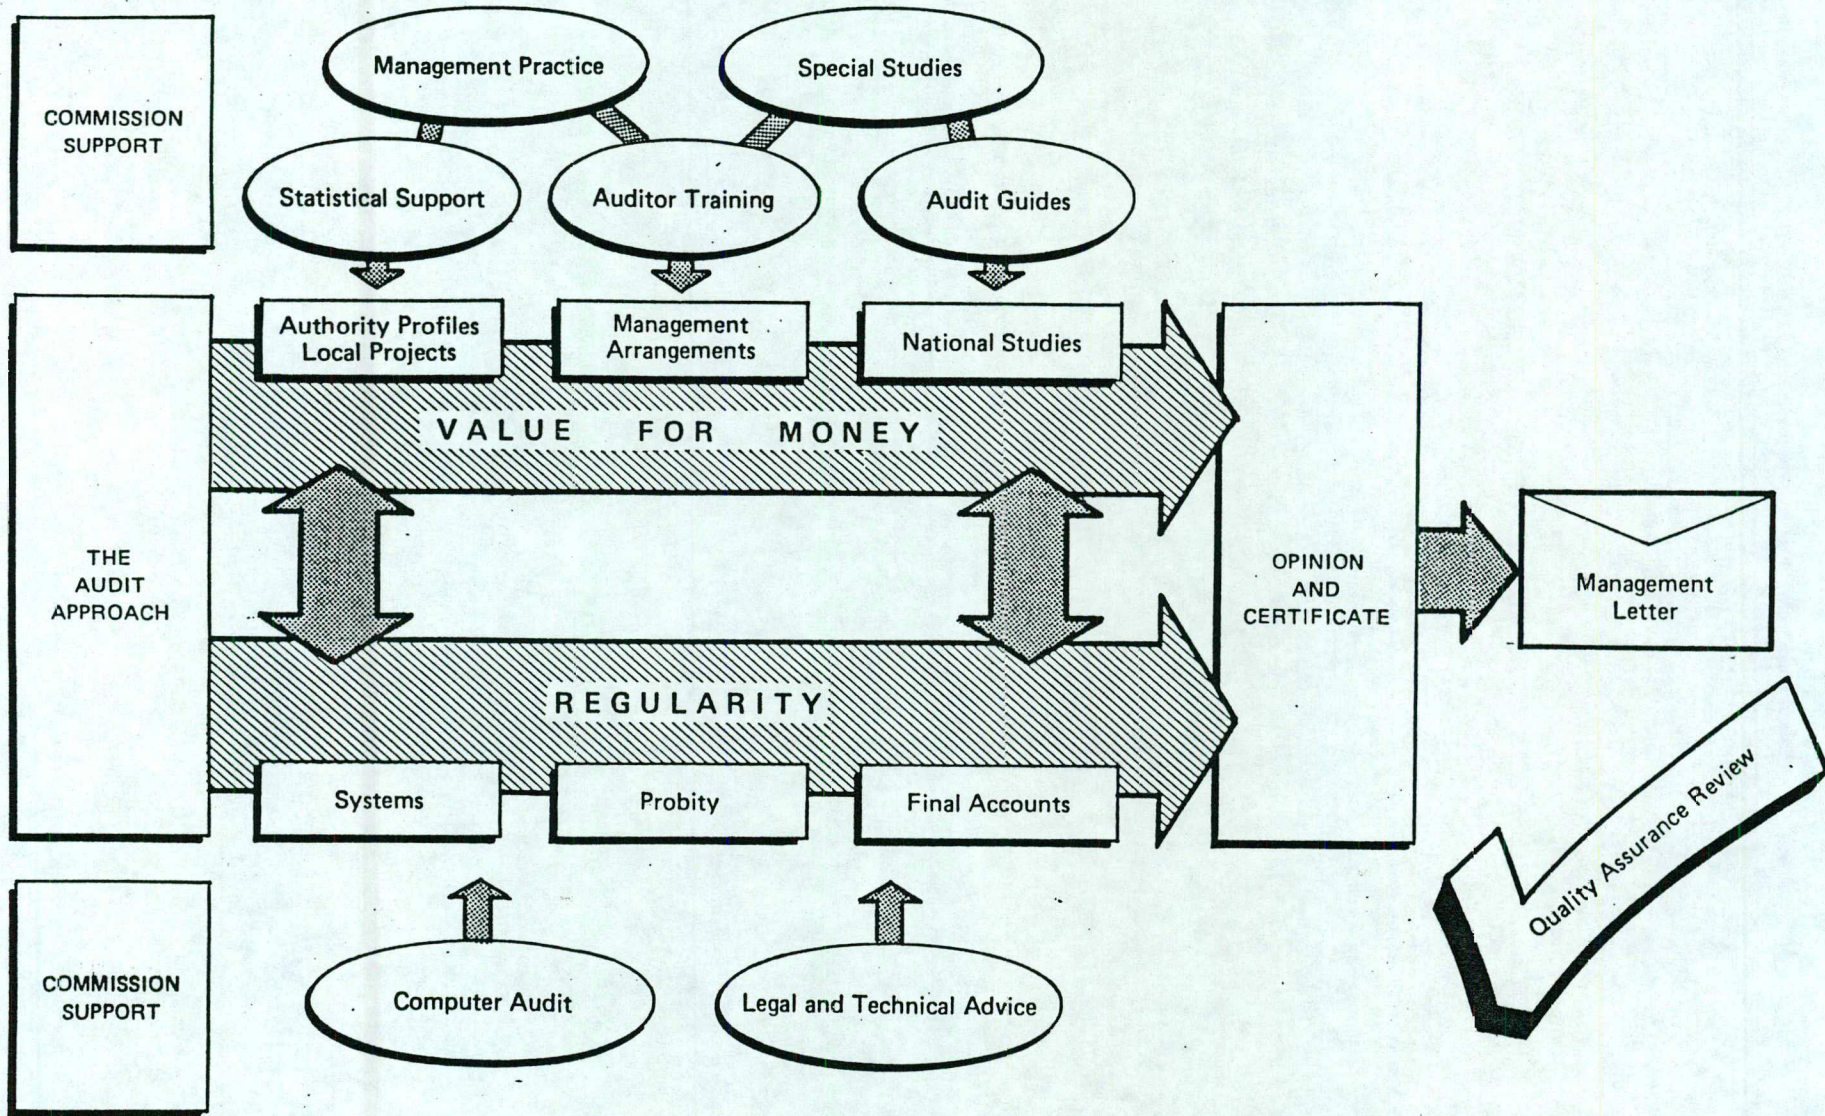 COMMISSION
SUPPORT
Management Practice
Special Studies
Statistical Support
Auditor Training
Audit Guides
THE
AUDIT
APPROACH
Authority Profiles
Local Projects
Management
Arrangements
National Studies
VALUE FOR MONEY
REGULARITY
Systems
Probity
Final Accounts
OPINION
AND
CERTIFICATE
Management
Letter
Quality Assurance Review
COMMISSION
SUPPORT
Computer Audit
Legal and Technical Advice